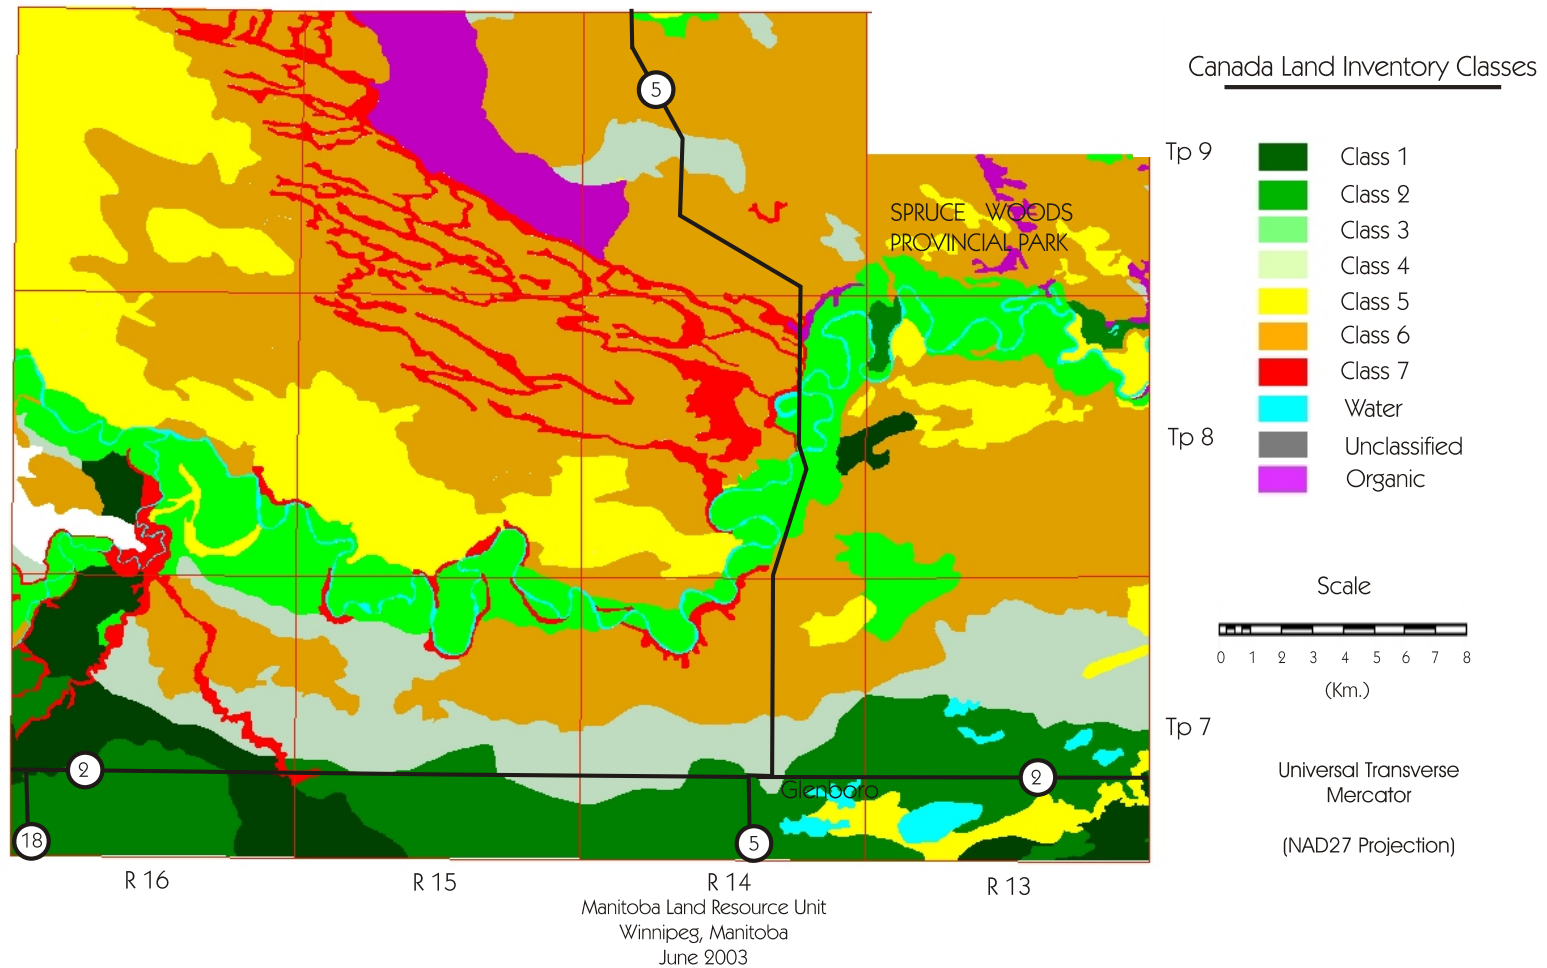 Canada Land Inventory Classes
Class 1
Class 2
Class 3
Class 4
Class 5
Class 6
Class 7
Water
Unclassified
Organic
Tp 9
Tp 8
Tp 7
5
SPRUCE WOODS
PROVINCIAL PARK
2
2
Glenboro
18
5
Scale
0 1 2 3 4 5 6 7 8
(Km.)
Universal Transverse
Mercator
(NAD27 Projection)
R 16
R 15
R 14
R 13
Manitoba Land Resource Unit
Winnipeg, Manitoba
June 2003